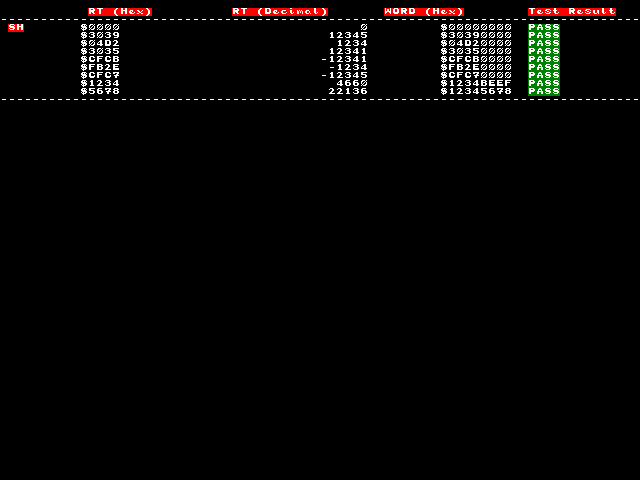 RT (Hex) RT (Decimal) WORD (Hex) Test Result
--------------------------------------------------------------------------------
SH $0000 0 $00000000 PASS
$3039 12345 $30390000 PASS
$04D2 1234 $04D20000 PASS
$3035 12341 $30350000 PASS
$CFCB -12341 $CFCB0000 PASS
$FB2E -1234 $FB2E0000 PASS
$CFC7 -12345 $CFC70000 PASS
$1234 4660 $1234BEEF PASS
$5678 22136 $12345678 PASS
--------------------------------------------------------------------------------